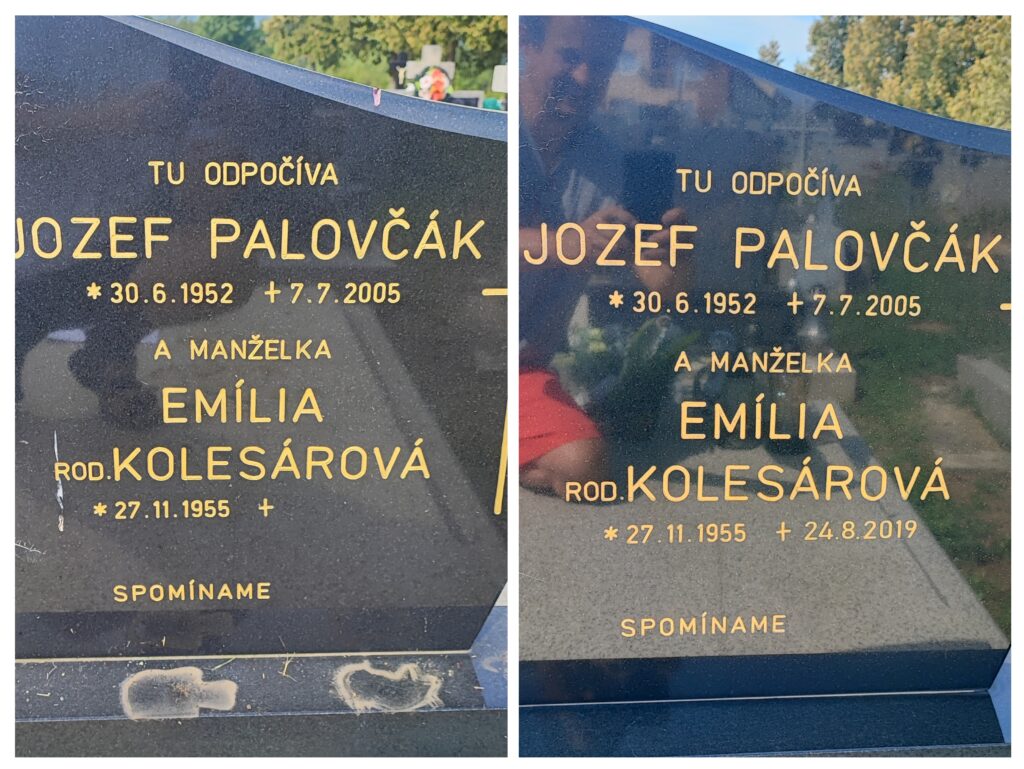 TU ODPOČÍVA
JOZEF PALOVČÁK
* 30.6.1952 + 7.7.2005
A MANŽELKA
EMÍLIA
ROD. KOLESÁROVÁ
* 27.11.1955 +
SPOMÍNAME
TU ODPOČÍVA
JOZEF PALOVČÁK
* 30.6.1952 + 7.7.2005
A MANŽELKA
EMÍLIA
ROD. KOLESÁROVÁ
* 27.11.1955 + 24.8.2019
SPOMÍNAME